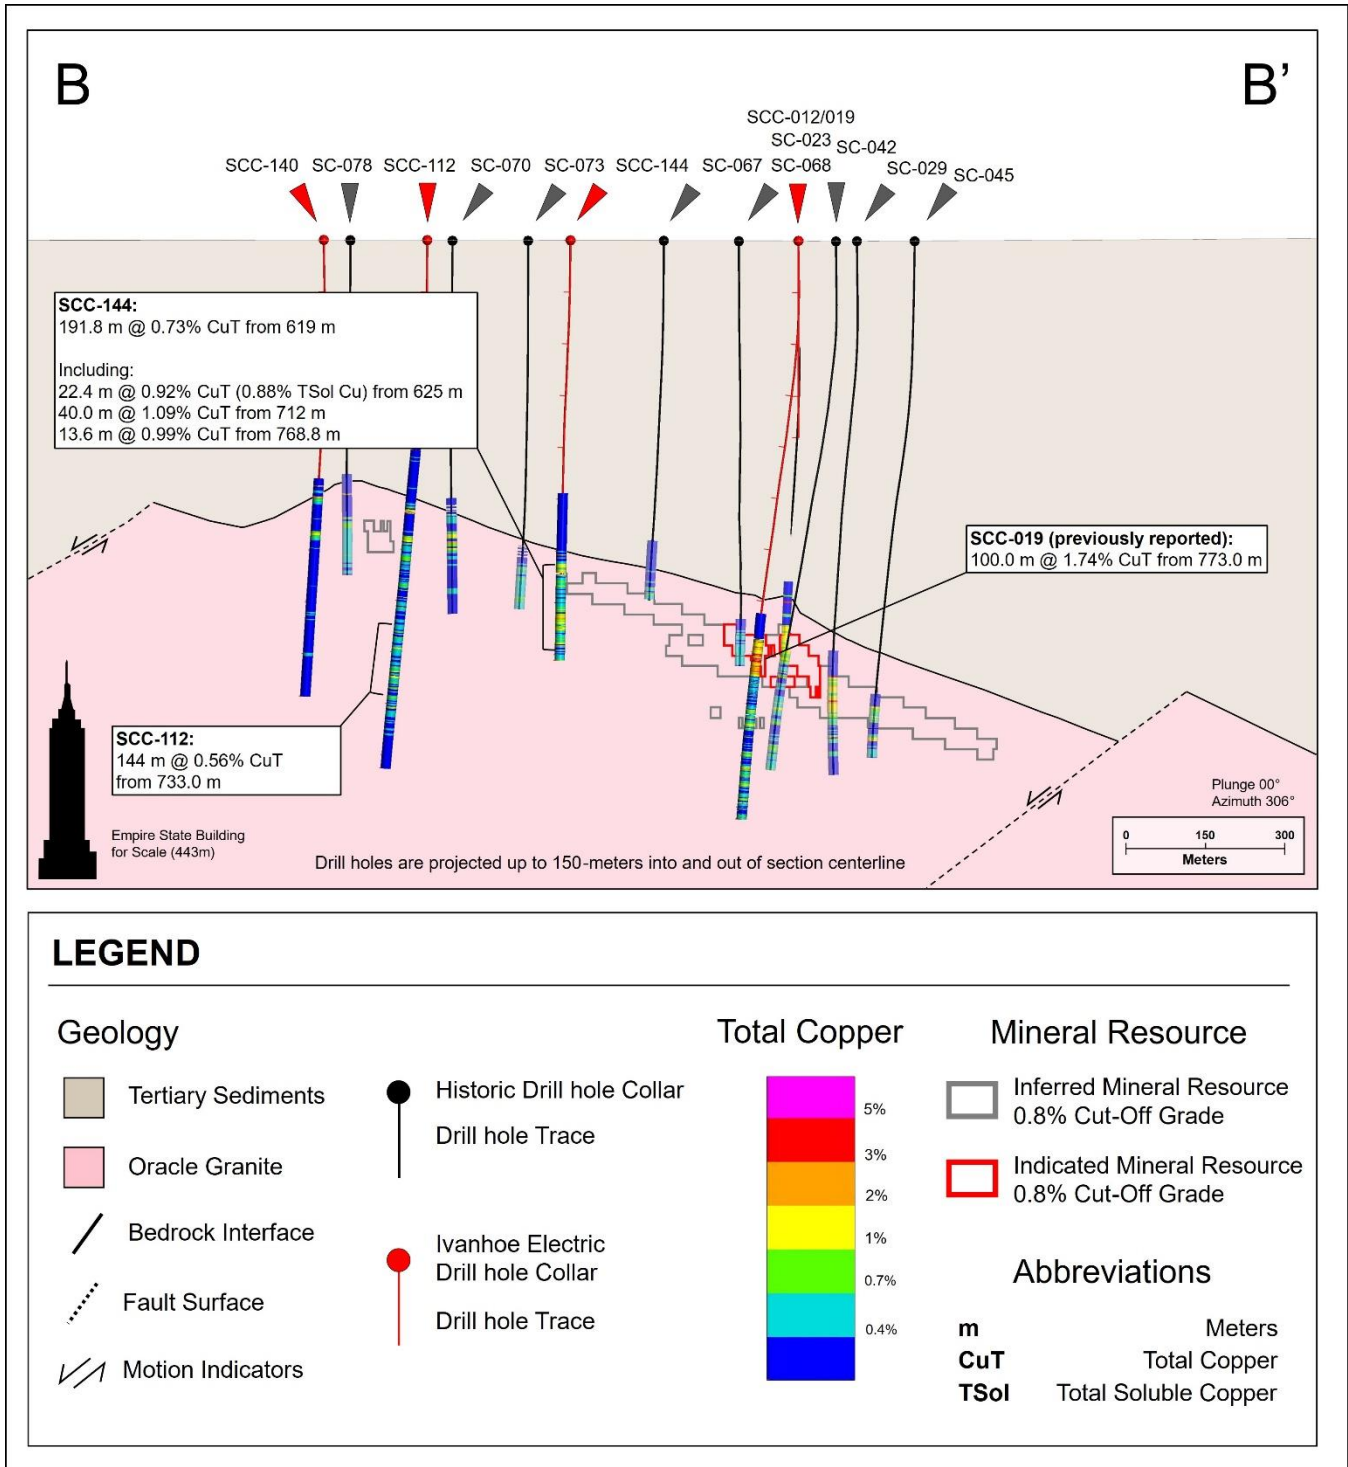 B
B’
SCC-012/019
SC-023
SC-042
SCC-140
SC-078
SCC-112
SC-070
SC-073
SCC-144
SC-067
SC-068
SC-029
SC-045
SCC-144:
191.8 m @ 0.73% CuT from 619 m
Including:
22.4 m @ 0.92% CuT (0.88% TSol Cu) from 625 m
40.0 m @ 1.09% CuT from 712 m
13.6 m @ 0.99% CuT from 768.8 m
SCC-019 (previously reported):
100.0 m @ 1.74% CuT from 773.0 m
SCC-112:
144 m @ 0.56% CuT
from 733.0 m
Empire State Building
for Scale (443m)
Drill holes are projected up to 150-meters into and out of section centerline
Plunge 00°
Azimuth 306°
0 150 300
Meters
LEGEND
Geology
Tertiary Sediments
Oracle Granite
Bedrock Interface
Fault Surface
Motion Indicators
Historic Drill hole Collar
Drill hole Trace
Ivanhoe Electric
Drill hole Collar
Drill hole Trace
Total Copper
5%
3%
2%
1%
0.7%
0.4%
Mineral Resource
Inferred Mineral Resource
0.8% Cut-Off Grade
Indicated Mineral Resource
0.8% Cut-Off Grade
Abbreviations
m Meters
CuT Total Copper
TSol Total Soluble Copper